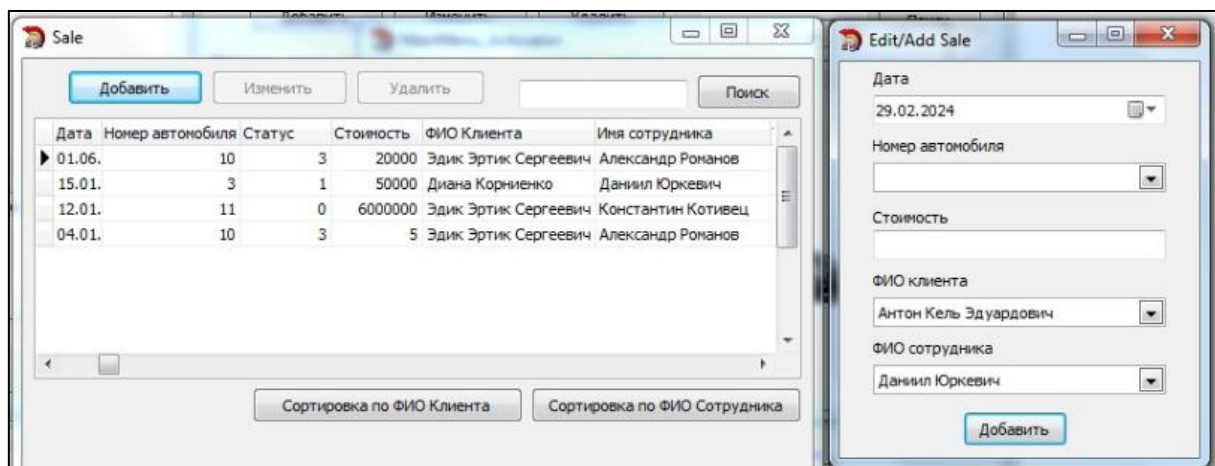 Sale
Добавить Изменить Удалить Поиск
Дата Номер автомобиля Статус Стоимость ФИО Клиента Имя сотрудника
01.06. 10 3 20000 Эдик Эртик Сергеевич Александр Романов
15.01. 3 1 50000 Диана Корниенко Даниил Юркевич
12.01. 11 0 6000000 Эдик Эртик Сергеевич Константин Котивец
04.01. 10 3 5 Эдик Эртик Сергеевич Александр Романов
Сортировка по ФИО Клиента Сортировка по ФИО Сотрудника
Edit/Add Sale
Дата
29.02.2024
Номер автомобиля
Стоимость
ФИО клиента
Антон Кель Эдуардович
ФИО сотрудника
Даниил Юркевич
Добавить